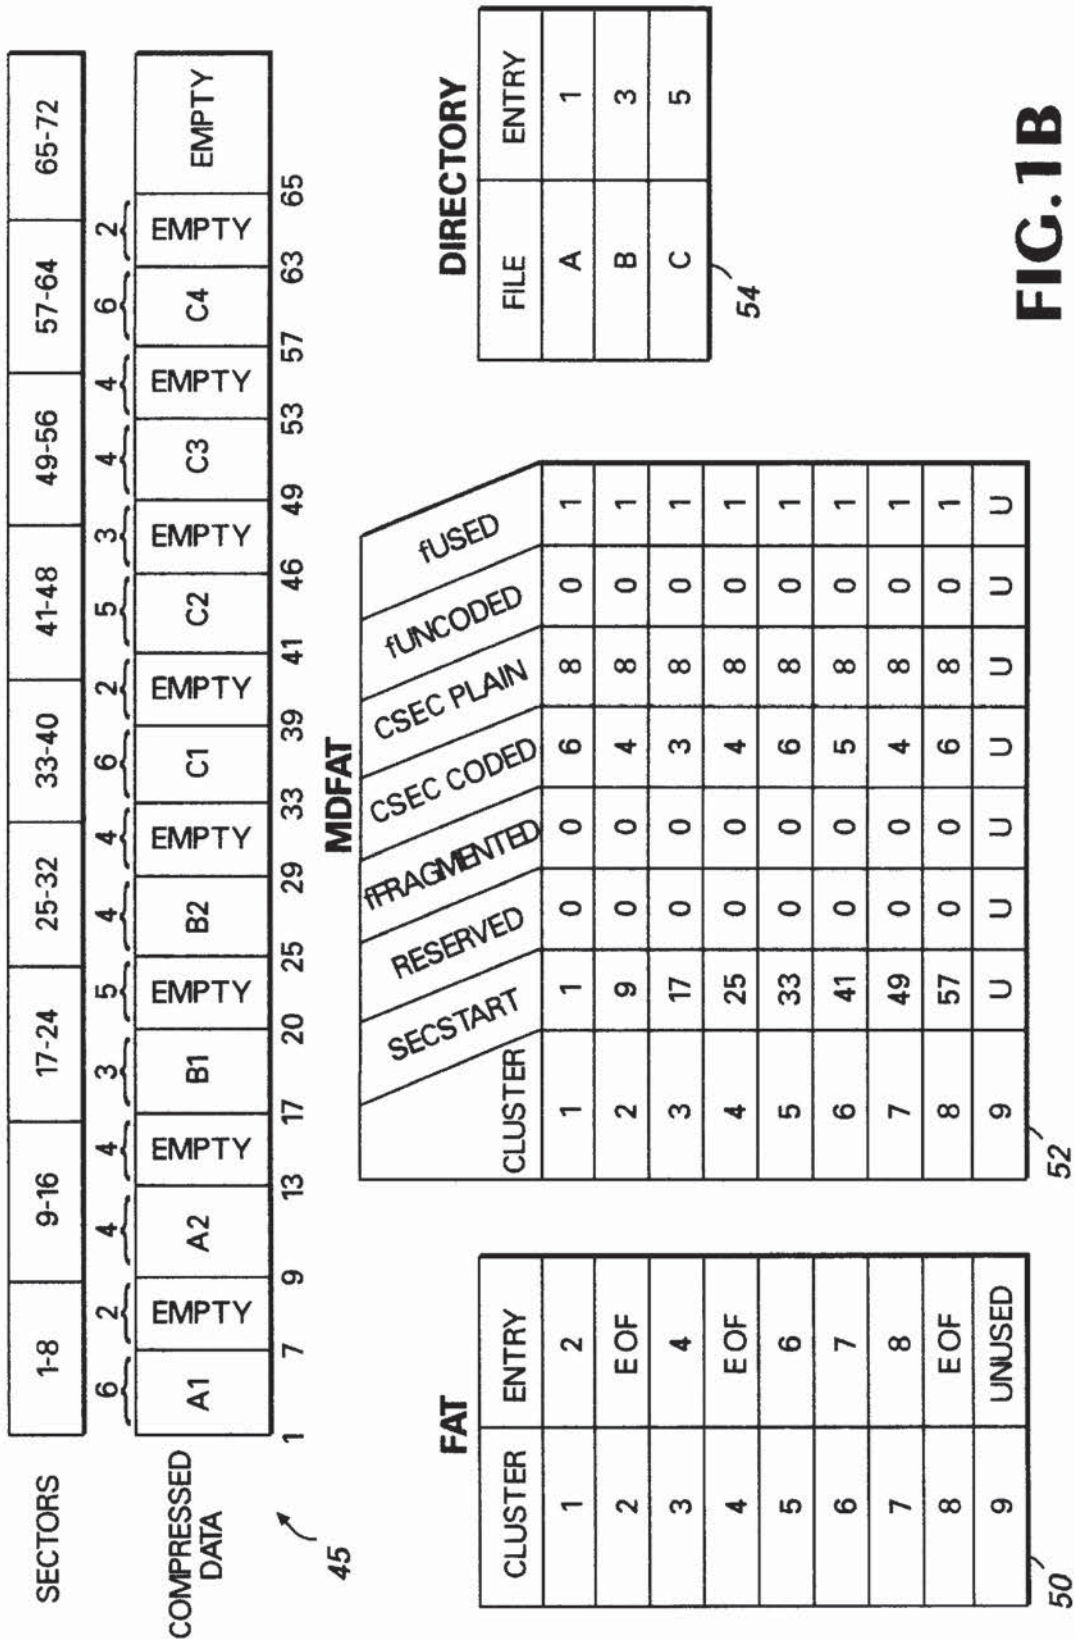 SECTORS 1-8 9-16 17-24 25-32 33-40 41-48 49-56 57-64 65-72
6 2 4 4 3 5 4 4 6 2 5 3 4 4 6 2
COMPRESSED
DATA
A1 EMPTY A2 EMPTY B1 EMPTY B2 EMPTY C1 EMPTY C2 EMPTY C3 EMPTY C4 EMPTY EMPTY
1 7 9 13 17 20 25 29 33 39 41 46 49 53 57 63 65
45
FAT
CLUSTER ENTRY
1 2
2 EOF
3 4
4 EOF
5 6
6 7
7 8
8 EOF
9 UNUSED
50
MDFAT
CLUSTER SECSTART RESERVED fFRAGMENTED CSEC CODED CSEC PLAIN fUNCODED fUSED
1 1 0 0 6 8 0 1
2 9 0 0 4 8 0 1
3 17 0 0 3 8 0 1
4 25 0 0 4 8 0 1
5 33 0 0 6 8 0 1
6 41 0 0 5 8 0 1
7 49 0 0 4 8 0 1
8 57 0 0 6 8 0 1
9 U U U U U U U
52
DIRECTORY
FILE ENTRY
A 1
B 3
C 5
54
FIG.1B